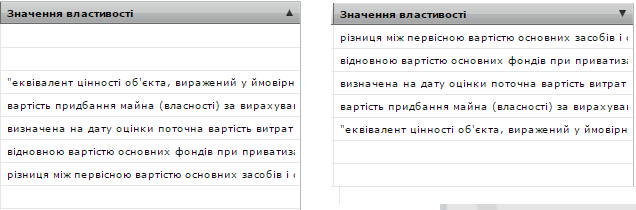 Значення властивості
"еквівалент цінності об'єкта, виражений у ймовірн
вартість придбання майна (власності) за вирахуван
визначена на дату оцінки поточна вартість витрат
відновною вартістю основних фондів при приватиза
різниця між первісною вартістю основних засобів і
Значення властивості
різниця між первісною вартістю основних засобів і
відновною вартістю основних фондів при приватиза
визначена на дату оцінки поточна вартість витрат
вартість придбання майна (власності) за вирахуван
"еквівалент цінності об'єкта, виражений у ймовірн